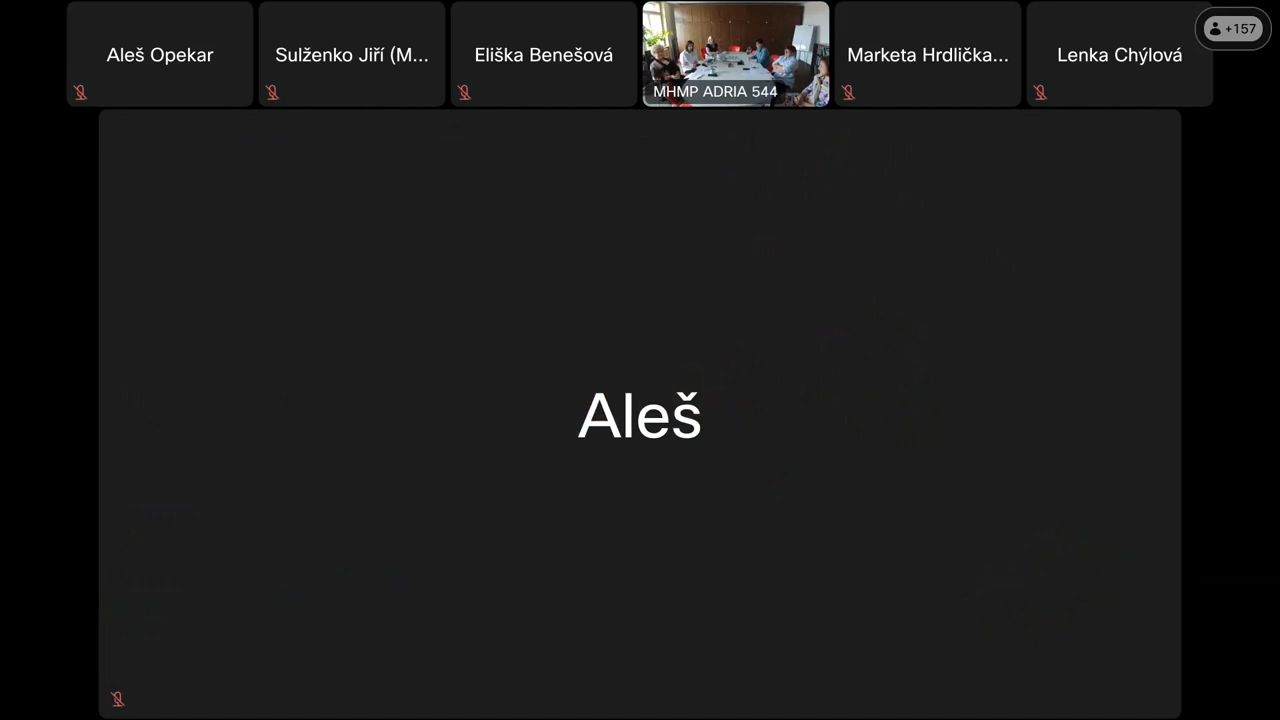 Aleš Opekar
Sulženko Jiří (M...
Eliška Benešová
MHMP ADRIA 544
Marketa Hrdlička...
Lenka Chýlová
+157
Aleš